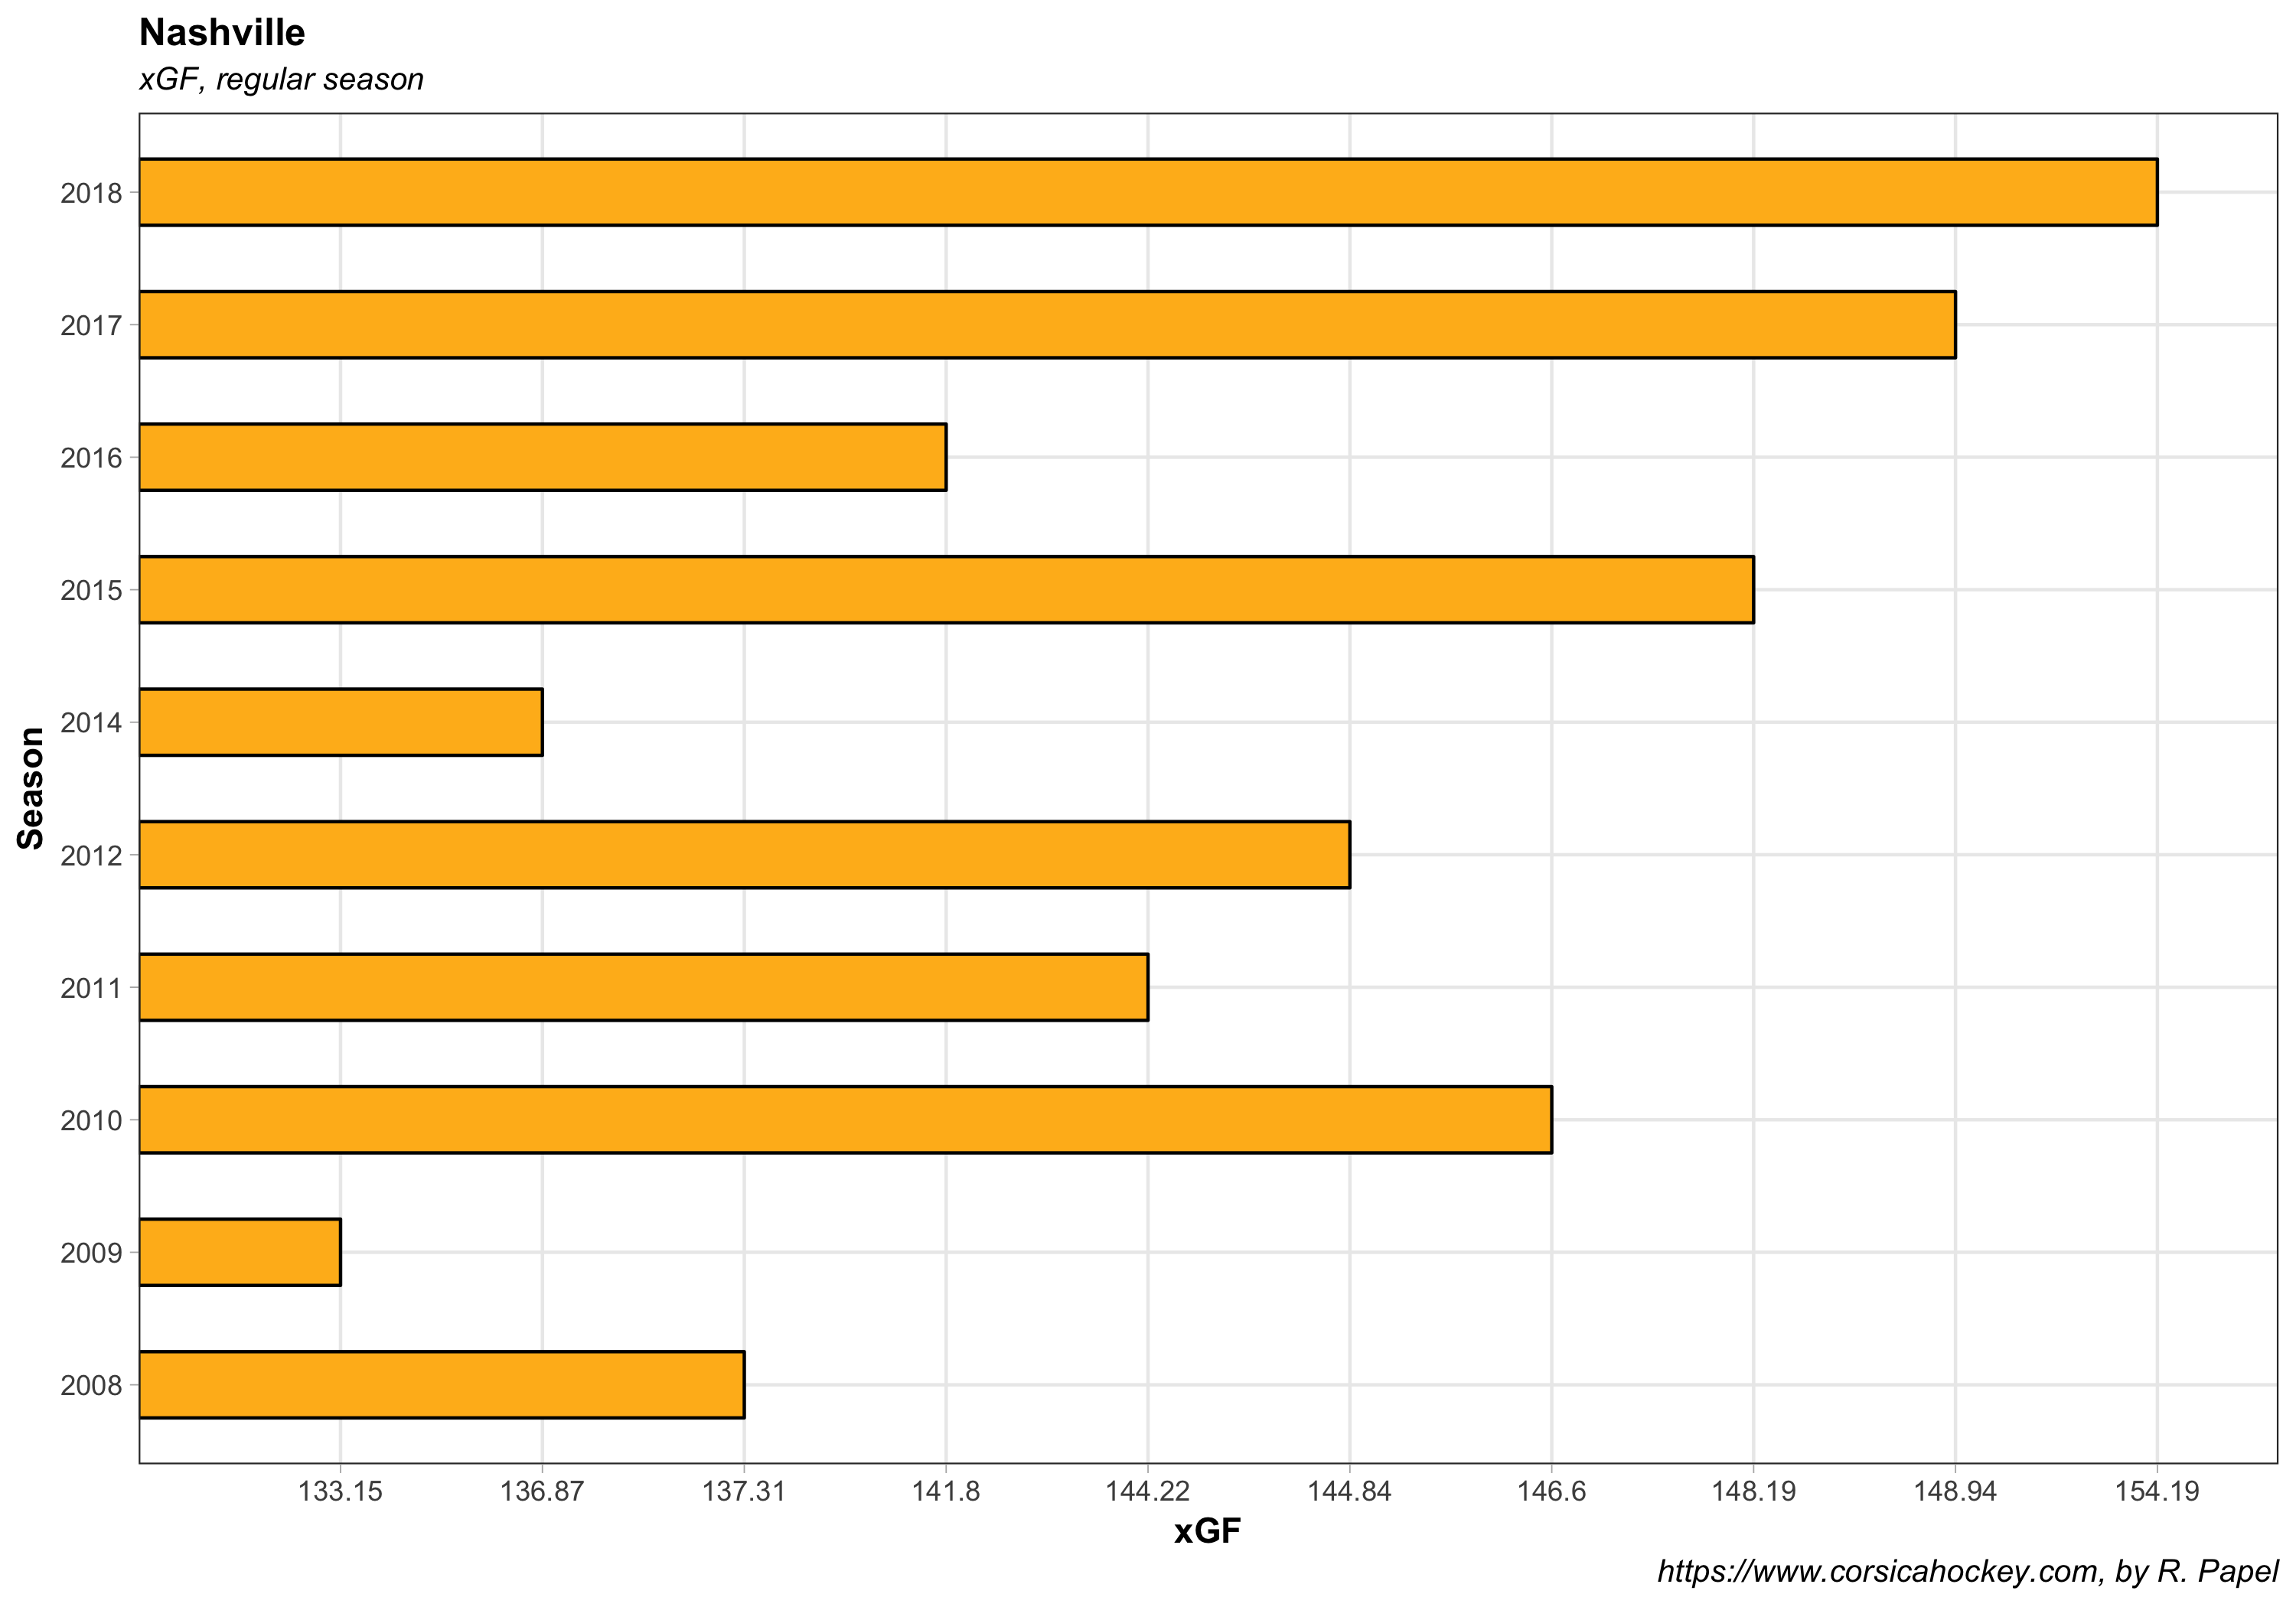 Nashville
xGF, regular season
2018
2017
2016
2015
2014
2012
2011
2010
2009
2008
Season
133.15 136.87 137.31 141.8 144.22 144.84 146.6 148.19 148.94 154.19
xGF
https://www.corsicahockey.com, by R. Papel